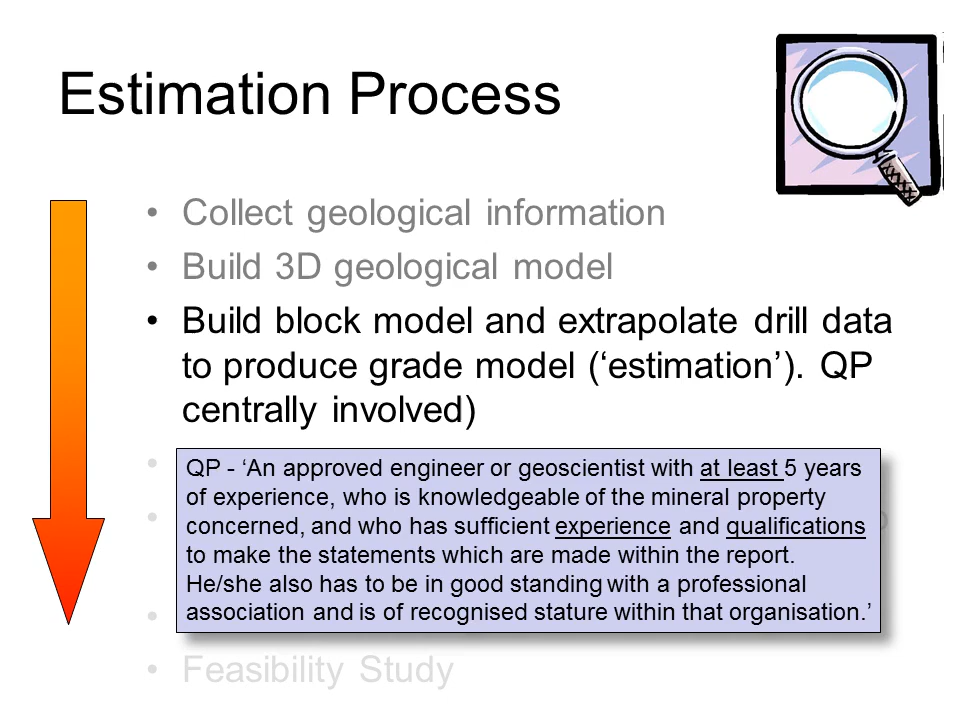 Estimation Process
• Collect geological information
• Build 3D geological model
• Build block model and extrapolate drill data
to produce grade model (‘estimation’). QP
centrally involved)
•
QP - ‘An approved engineer or geoscientist with at least 5 years
of experience, who is knowledgeable of the mineral property
concerned, and who has sufficient experience and qualifications
to make the statements which are made within the report.
He/she also has to be in good standing with a professional
association and is of recognised stature within that organisation.’
•
•
• Feasibility Study